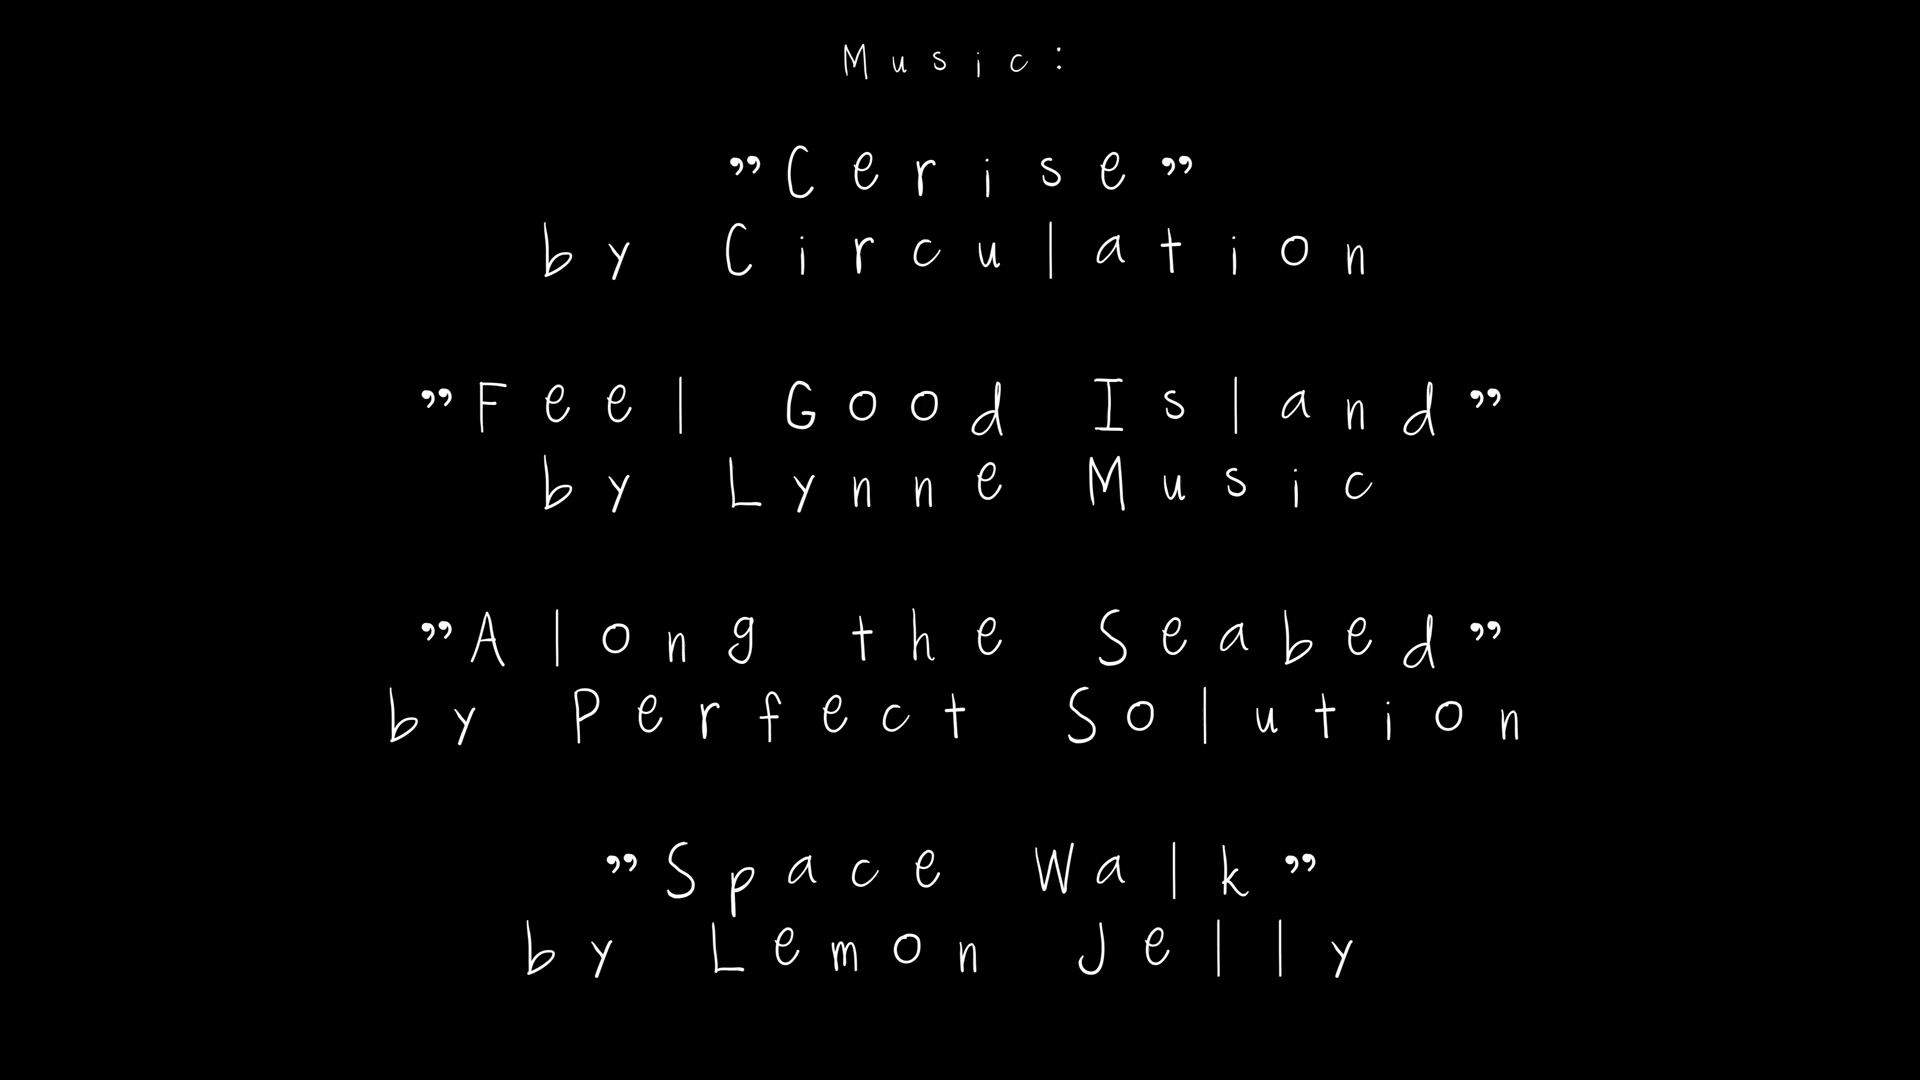 Music:
”Cerise”
by Circulation
”Feel Good Island”
by Lynne Music
”Along the Seabed”
by Perfect Solution
”Space Walk”
by Lemon Jelly